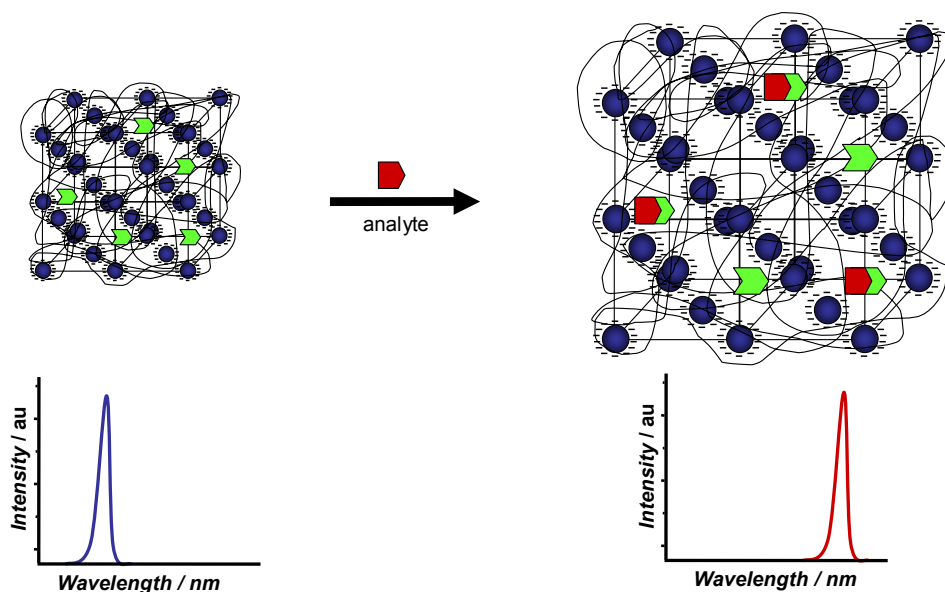 analyte
Intensity / au
Wavelength / nm
Intensity / au
Wavelength / nm